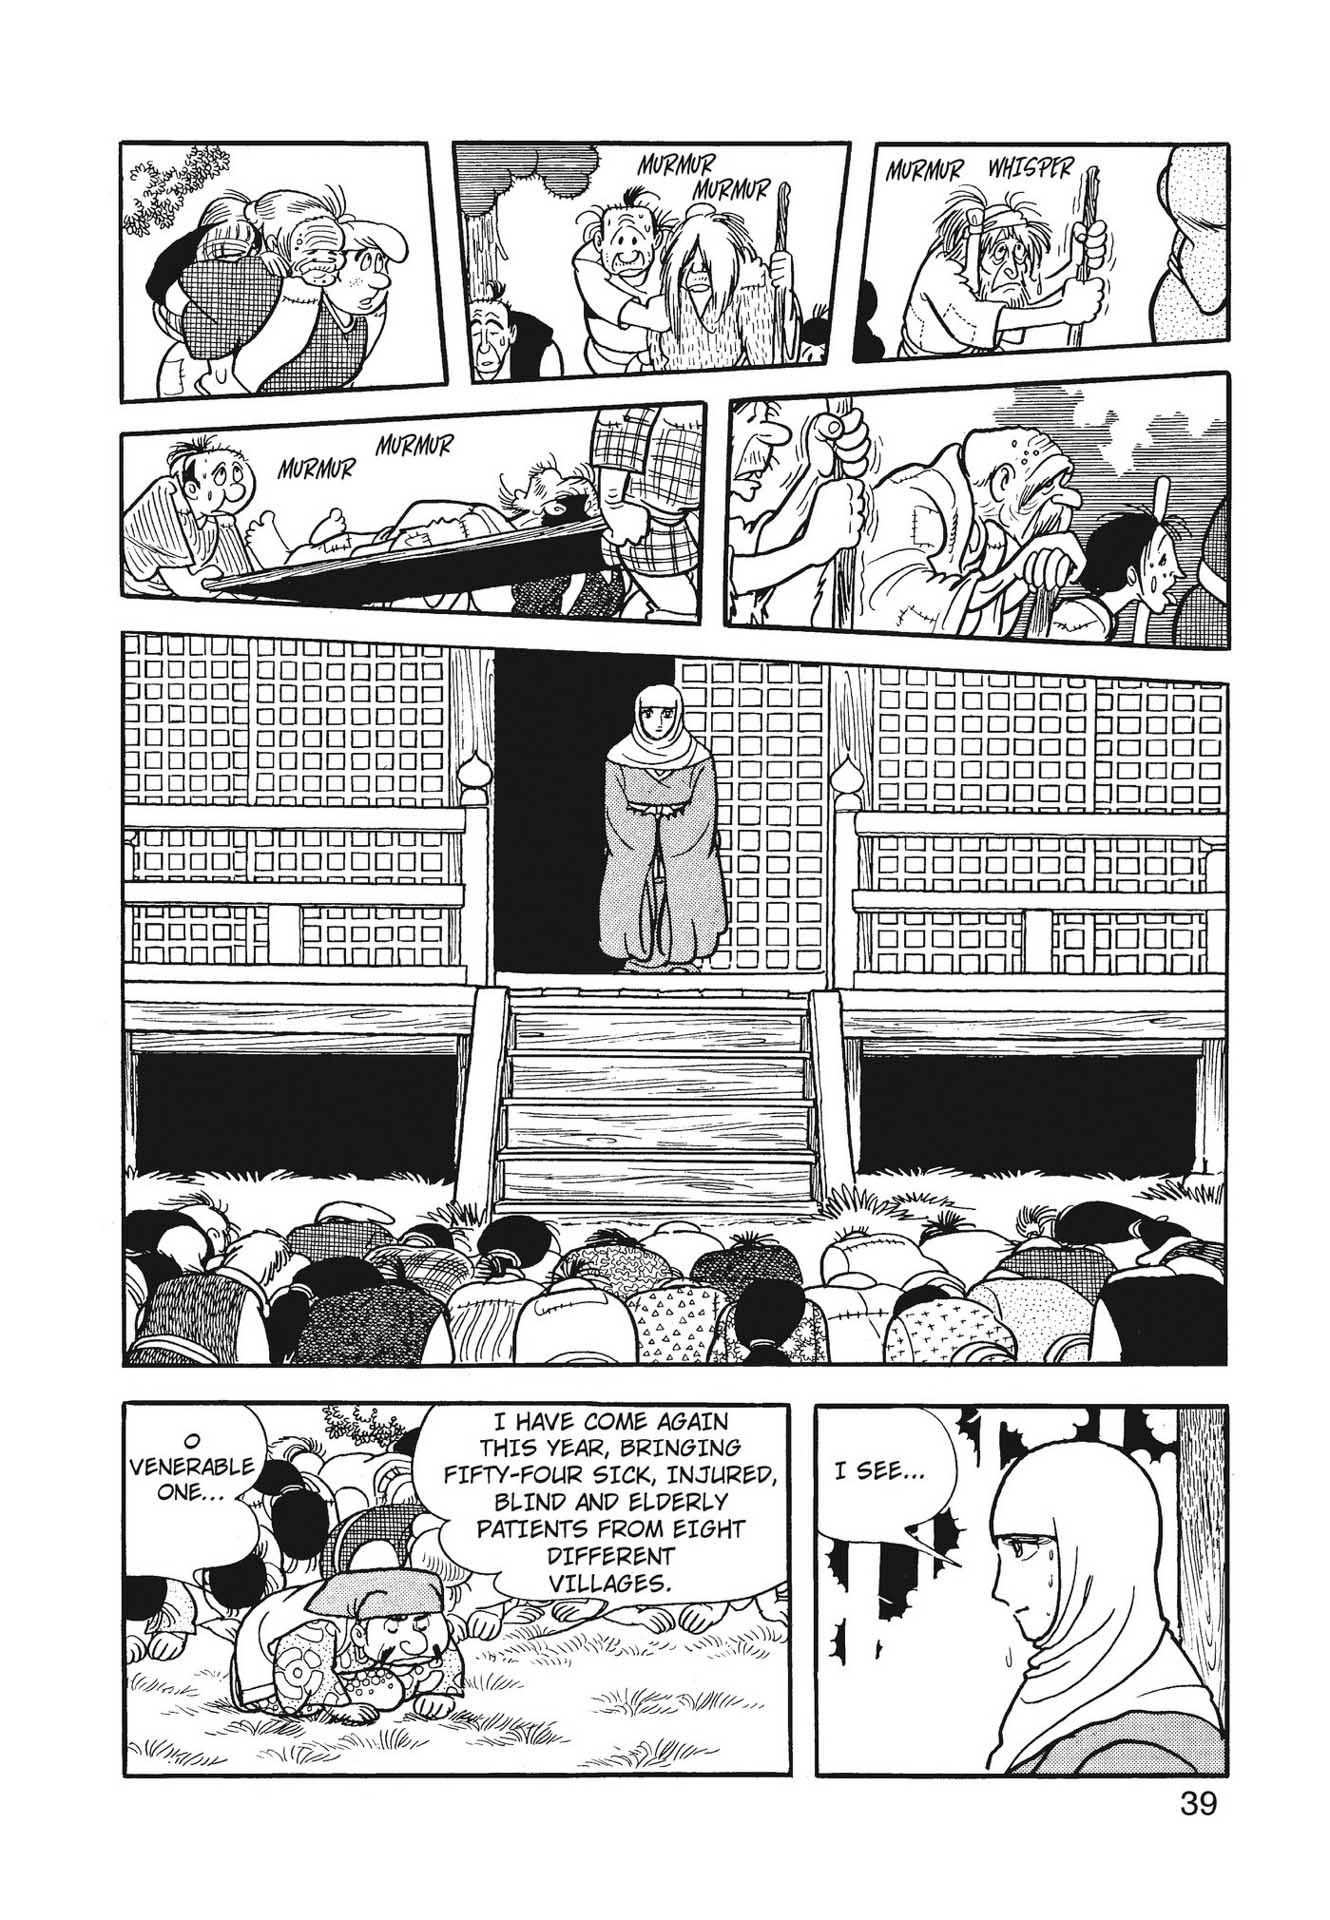 MURMUR
MURMUR
MURMUR
WHISPER
MURMUR
MURMUR
O
VENERABLE
ONE...
I HAVE COME AGAIN
THIS YEAR, BRINGING
FIFTY-FOUR SICK, INJURED,
BLIND AND ELDERLY
PATIENTS FROM EIGHT
DIFFERENT
VILLAGES.
I SEE...
39